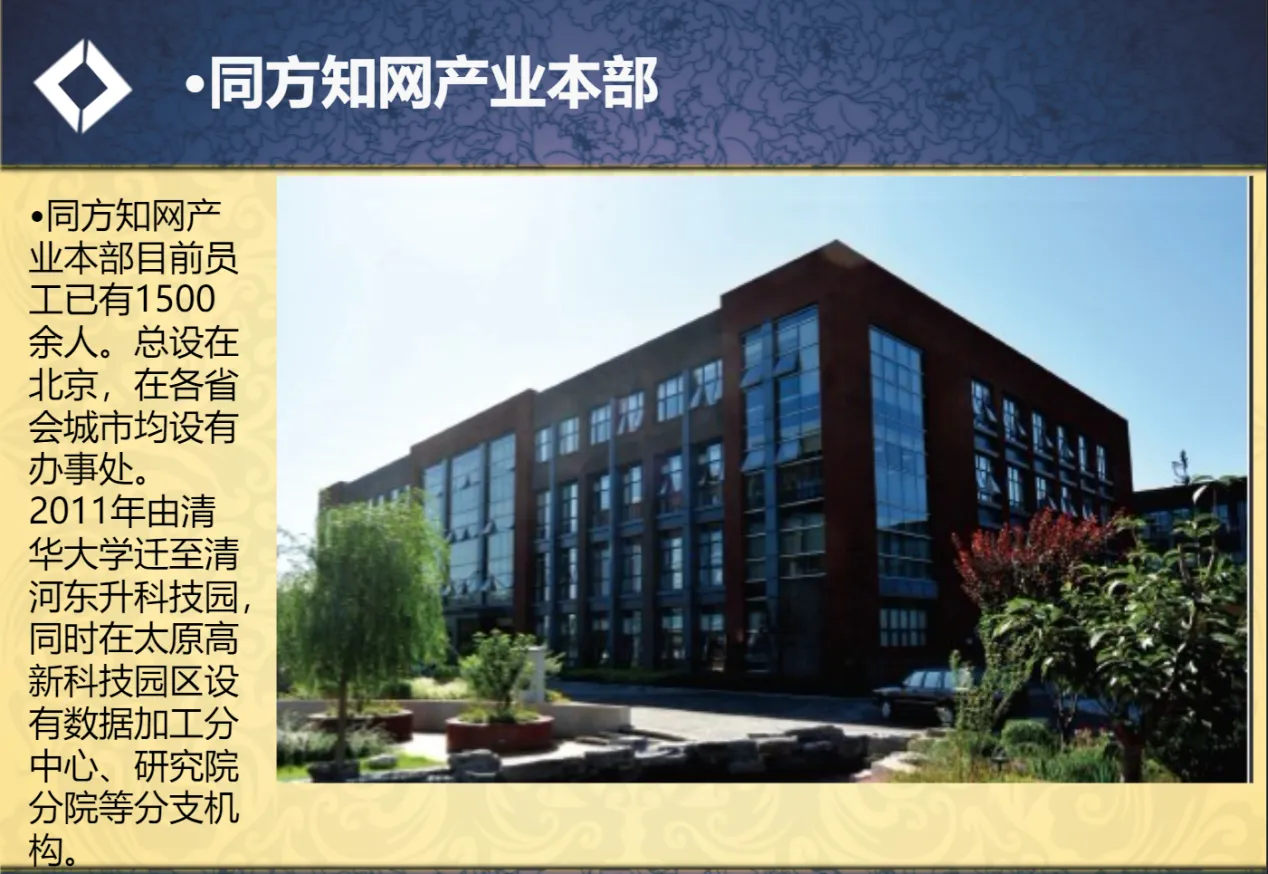 •同方知网产业本部
•同方知网产
业本部目前员
工已有1500
余人。总设在
北京，在各省
会城市均设有
办事处。
2011年由清
华大学迁至清
河东升科技园，
同时在太原高
新科技园区设
有数据加工分
中心、研究院
分院等分支机
构。